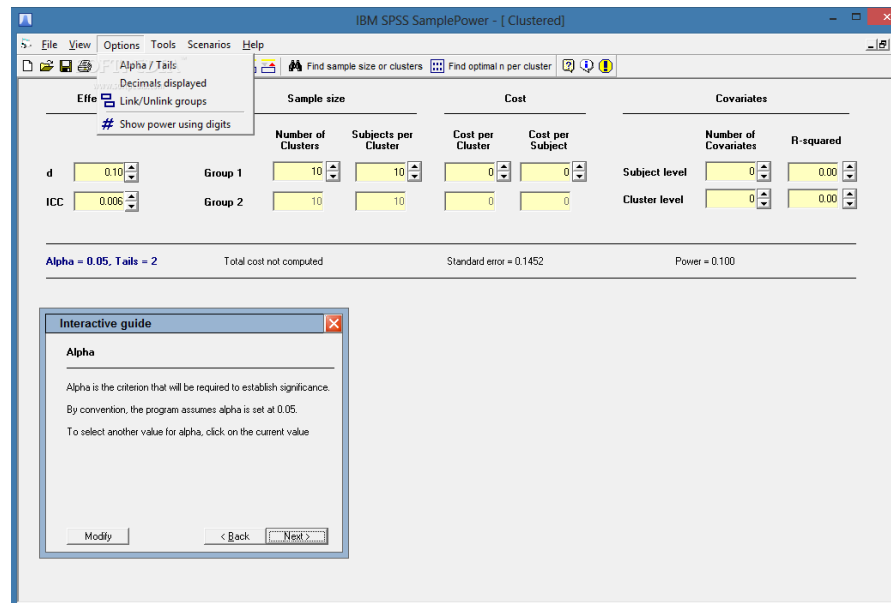 IBM SPSS SamplePower - [ Clustered]
File View Options Tools Scenarios Help
Find sample size or clusters Find optimal n per cluster
Alpha / Tails
Decimals displayed
Link/Unlink groups
# Show power using digits
Effe Sample size Cost Covariates
Number of Clusters Subjects per Cluster Cost per Cluster Cost per Subject Number of Covariates R-squared
d 0.10 Group 1 10 10 0 0 Subject level 0 0.00
ICC 0.006 Group 2 10 10 0 0 Cluster level 0 0.00
Alpha = 0.05, Tails = 2 Total cost not computed Standard error = 0.1452 Power = 0.100
Interactive guide
Alpha
Alpha is the criterion that will be required to establish significance.
By convention, the program assumes alpha is set at 0.05.
To select another value for alpha, click on the current value
Modify < Back Next >